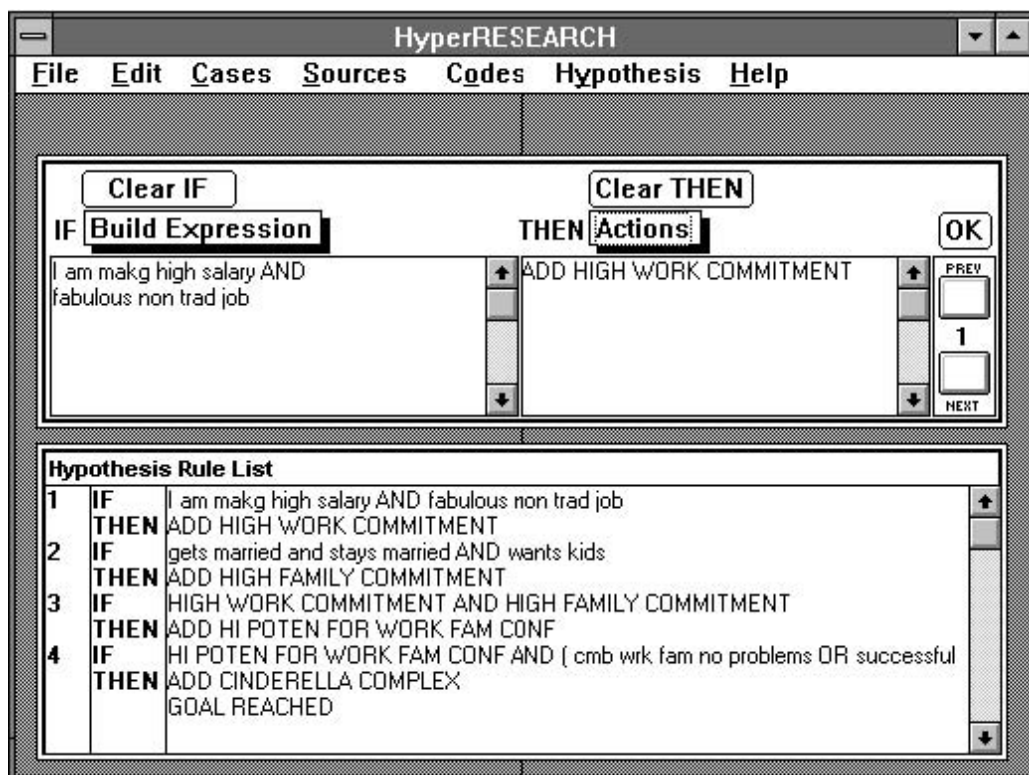 HyperRESEARCH
File Edit Cases Sources Codes Hypothesis Help
Clear IF Clear THEN
IF Build Expression THEN Actions OK
I am makg high salary AND
fabulous non trad job
ADD HIGH WORK COMMITMENT
PREV
1
NEXT
Hypothesis Rule List
1 IF I am makg high salary AND fabulous non trad job
THEN ADD HIGH WORK COMMITMENT
2 IF gets married and stays married AND wants kids
THEN ADD HIGH FAMILY COMMITMENT
3 IF HIGH WORK COMMITMENT AND HIGH FAMILY COMMITMENT
THEN ADD HI POTEN FOR WORK FAM CONF
4 IF HI POTEN FOR WORK FAM CONF AND ( cmb wrk fam no problems OR successful
THEN ADD CINDERELLA COMPLEX
GOAL REACHED